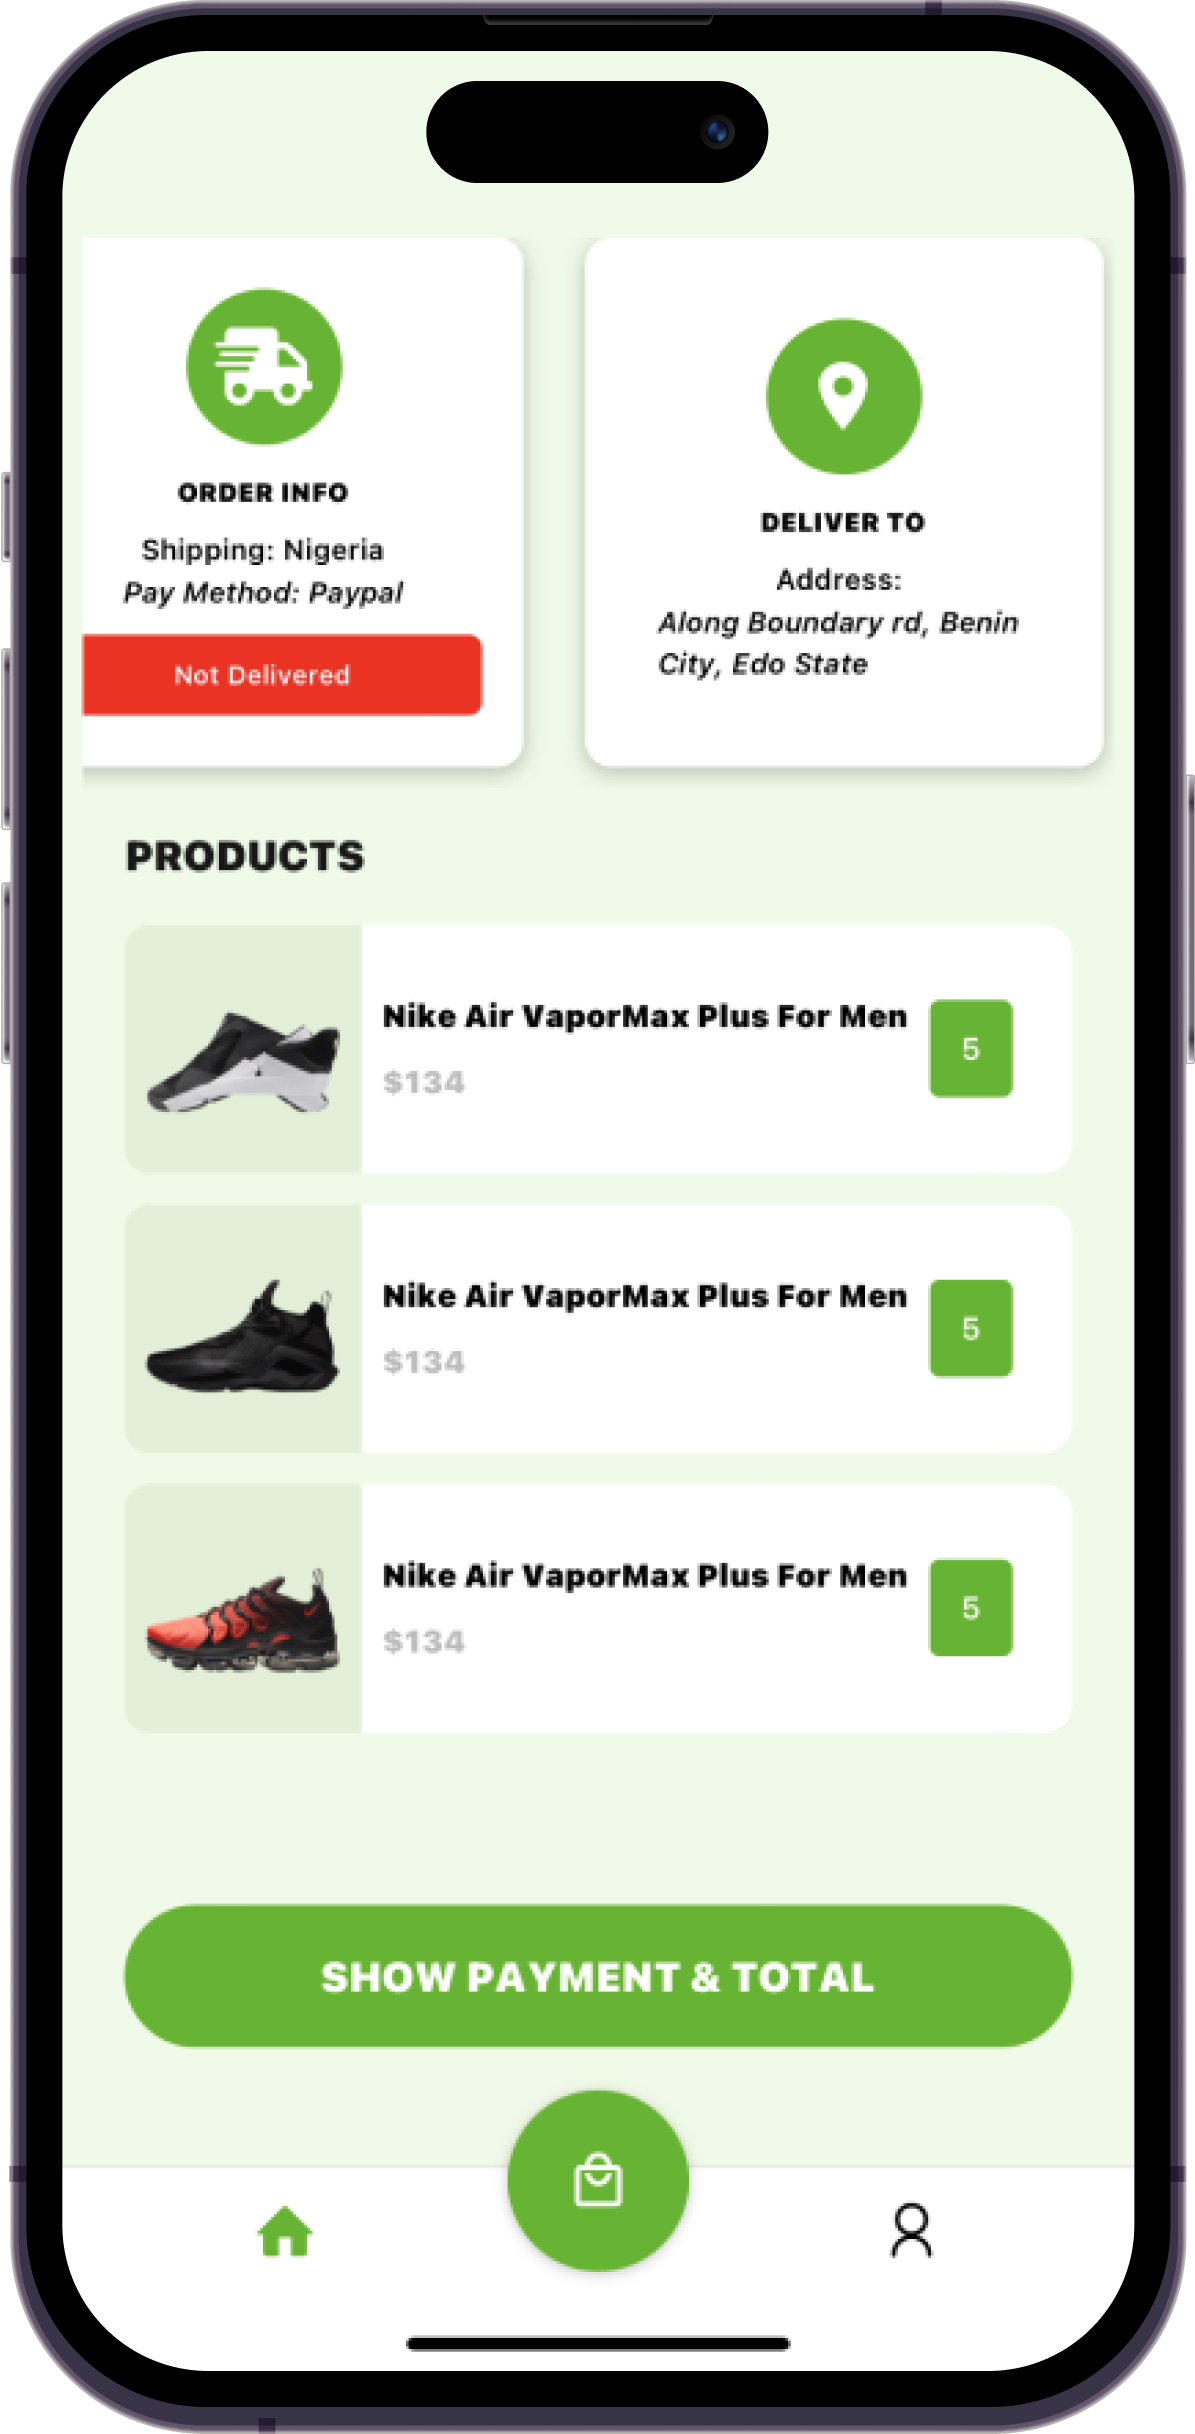 ORDER INFO
Shipping: Nigeria
Pay Method: Paypal
Not Delivered
DELIVER TO
Address:
Along Boundary rd, Benin
City, Edo State
PRODUCTS
Nike Air VaporMax Plus For Men
$134
5
Nike Air VaporMax Plus For Men
$134
5
Nike Air VaporMax Plus For Men
$134
5
SHOW PAYMENT & TOTAL